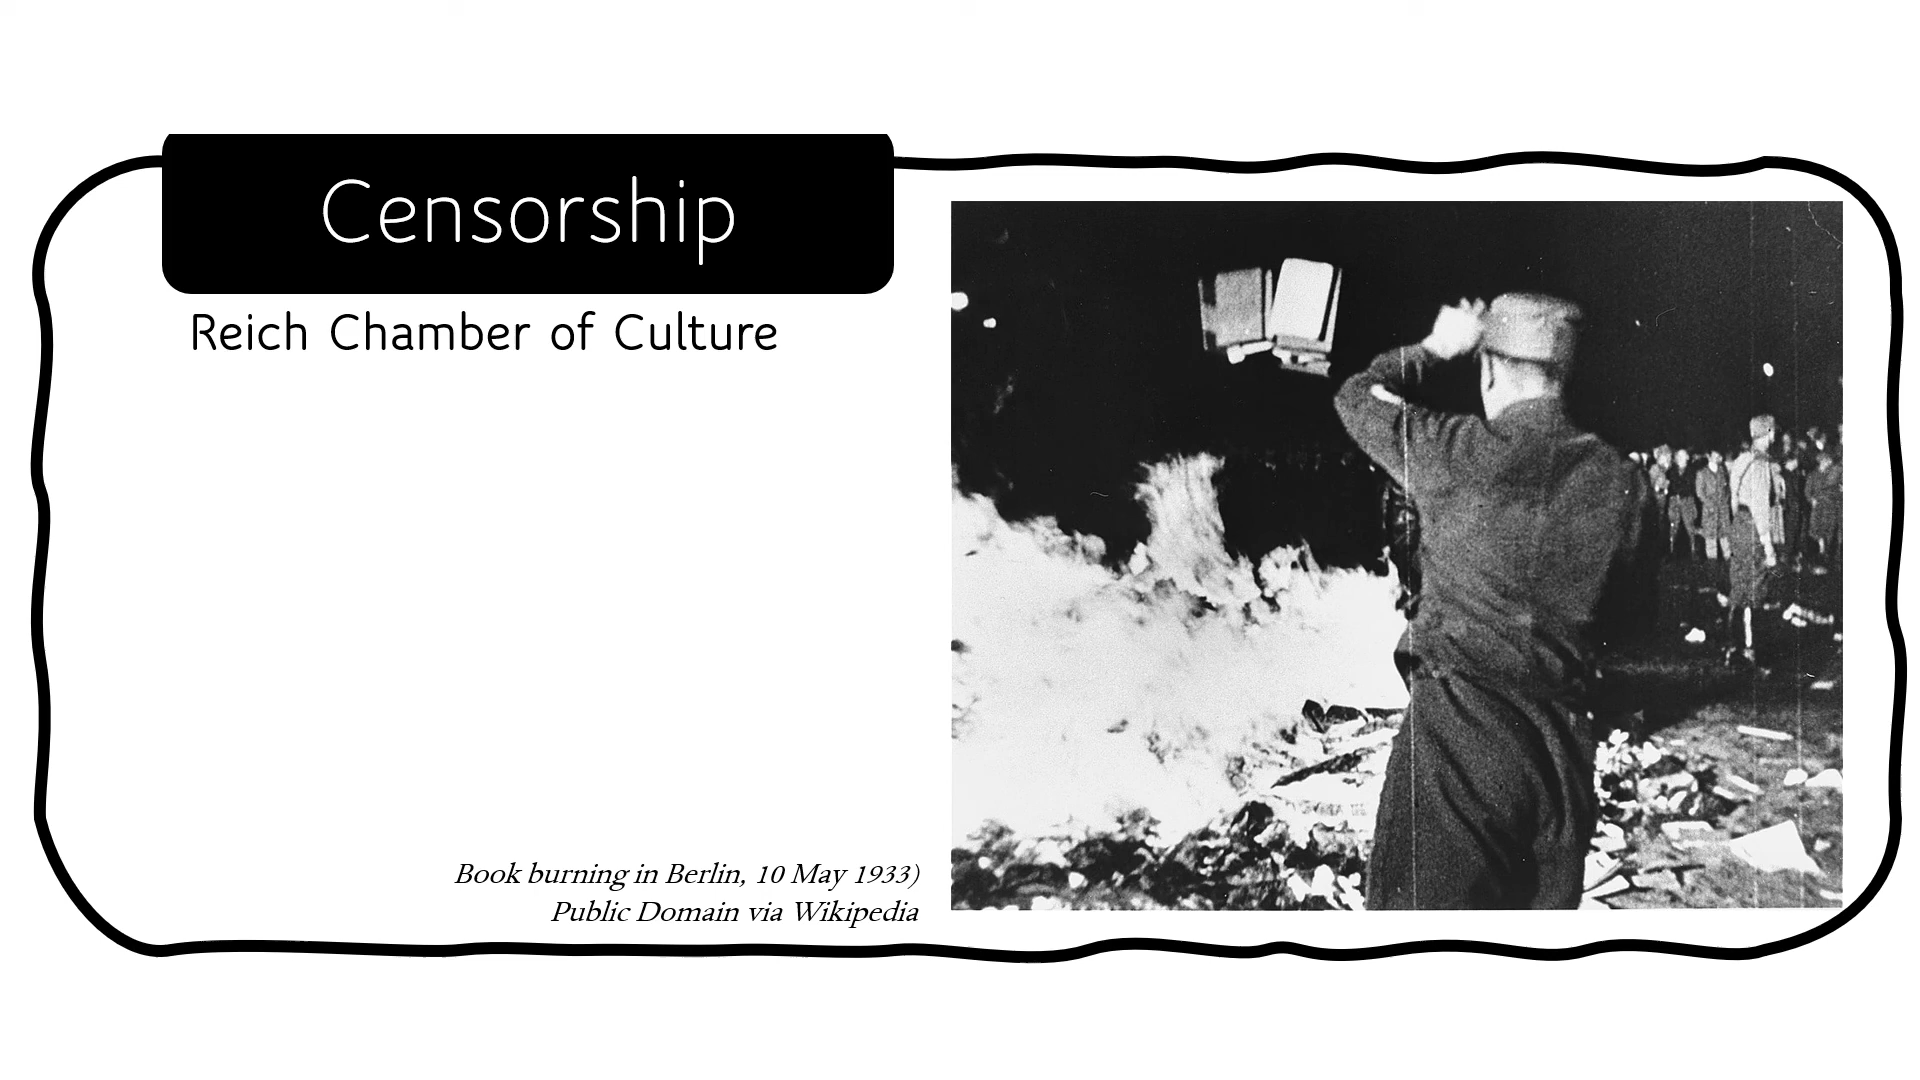 Censorship
Reich Chamber of Culture
Book burning in Berlin, 10 May 1933)
Public Domain via Wikipedia